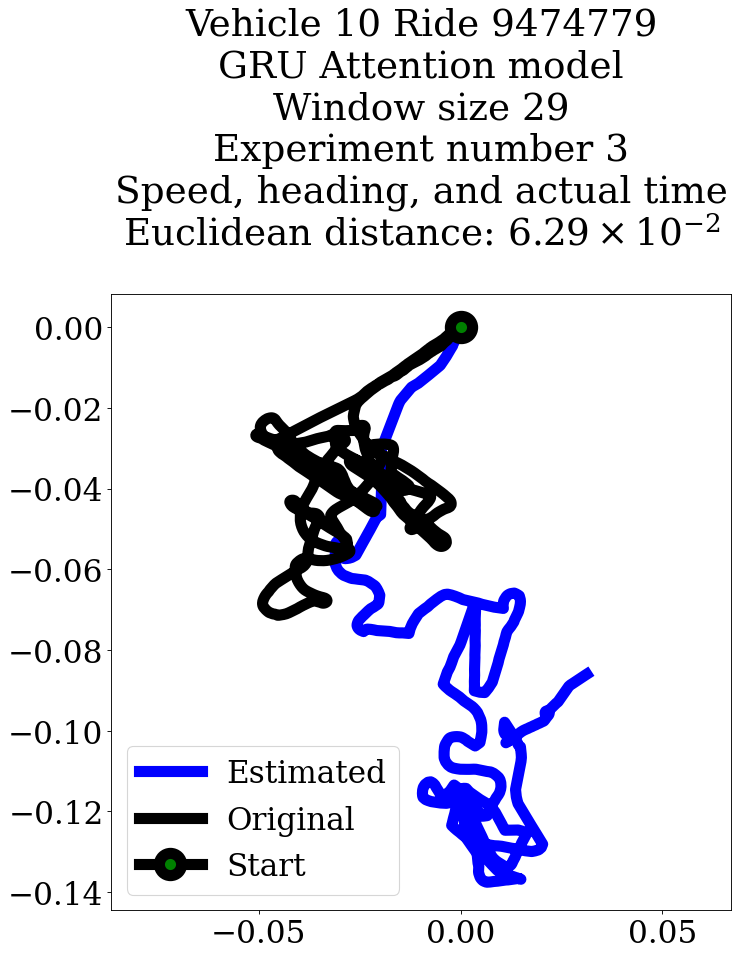 Vehicle 10 Ride 9474779
GRU Attention model
Window size 29
Experiment number 3
Speed, heading, and actual time
Euclidean distance: 6.29 × 10⁻²
0.00
−0.02
−0.04
−0.06
−0.08
−0.10
−0.12
−0.14
Estimated
Original
Start
−0.05
0.00
0.05